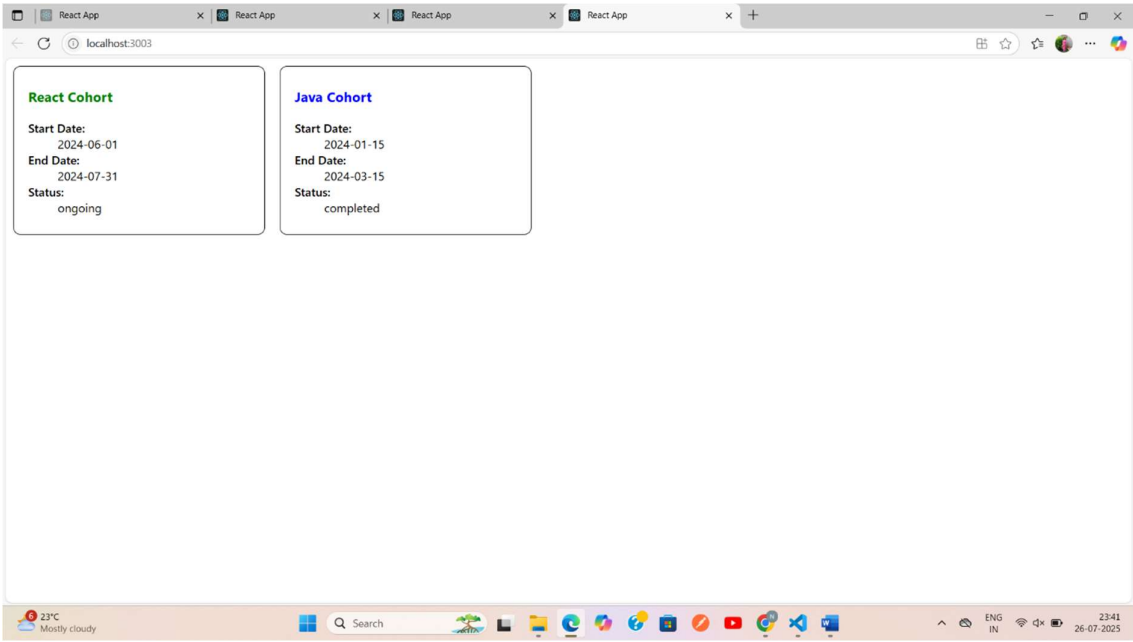 React App
React App
React App
React App
localhost:3003
React Cohort
Start Date:
2024-06-01
End Date:
2024-07-31
Status:
ongoing
Java Cohort
Start Date:
2024-01-15
End Date:
2024-03-15
Status:
completed
6
23°C
Mostly cloudy
Search
ENG
IN
23:41
26-07-2025